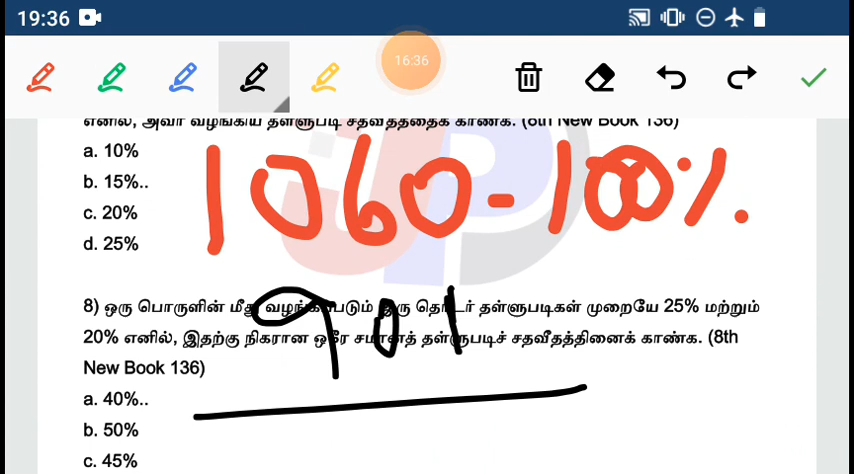 19:36
16:36
எனில், அவர் வழங்கிய தள்ளுபடி சதவீதத்தைக் காண்க. (8th New Book 136)
a. 10%
b. 15%..
c. 20%
d. 25%
1060 - 100%.
8) ஒரு பொருளின் மீது வழங்கப்படும் இரு தொடர் தள்ளுபடிகள் முறையே 25% மற்றும்
20% எனில், இதற்கு நிகரான ஒரே சமானத் தள்ளுபடிச் சதவீதத்தினைக் காண்க. (8th
New Book 136)
901
a. 40%..
b. 50%
c. 45%